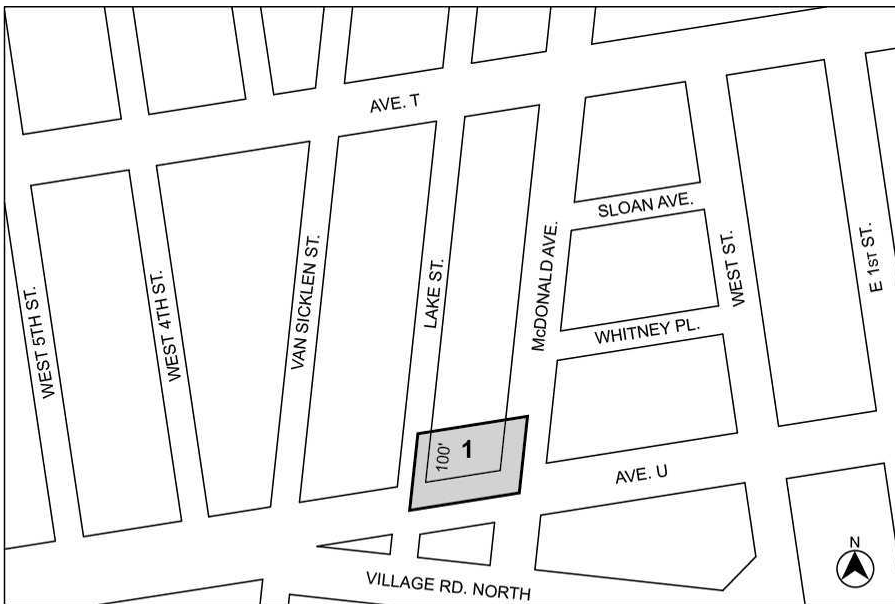 AVE. T
SLOAN AVE.
WEST 5TH ST.
WEST 4TH ST.
VAN SICKLEN ST.
LAKE ST.
McDONALD AVE.
WEST ST.
E 1ST ST.
WHITNEY PL.
100'
1
AVE. U
N
VILLAGE RD. NORTH